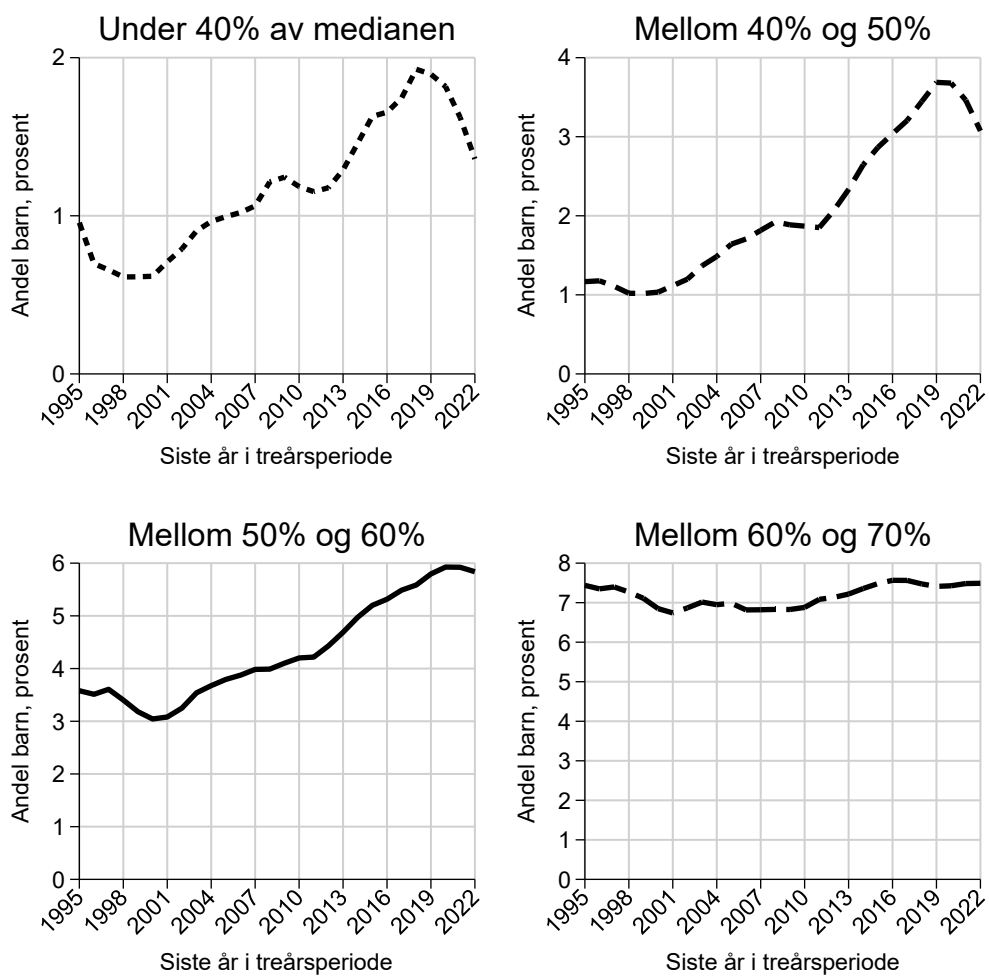 Under 40% av medianen
Andel barn, prosent
2
1
0
1995 1998 2001 2004 2007 2010 2013 2016 2019 2022
Siste år i treårsperiode
Mellom 40% og 50%
Andel barn, prosent
4
3
2
1
0
1995 1998 2001 2004 2007 2010 2013 2016 2019 2022
Siste år i treårsperiode
Mellom 50% og 60%
Andel barn, prosent
6
5
4
3
2
1
0
1995 1998 2001 2004 2007 2010 2013 2016 2019 2022
Siste år i treårsperiode
Mellom 60% og 70%
Andel barn, prosent
8
7
6
5
4
3
2
1
0
1995 1998 2001 2004 2007 2010 2013 2016 2019 2022
Siste år i treårsperiode